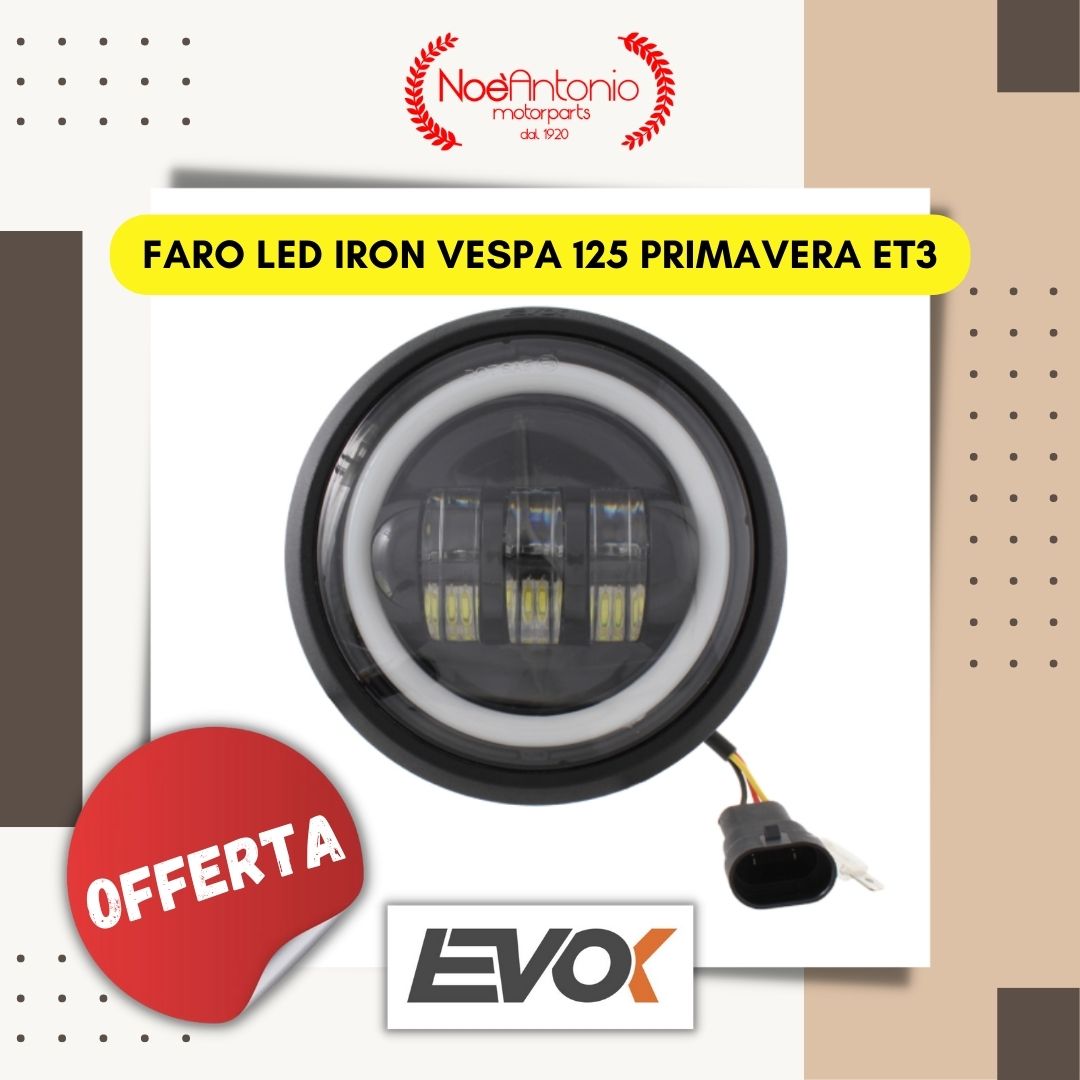 NoèAntonio
motorparts
dal 1920
FARO LED IRON VESPA 125 PRIMAVERA ET3
OFFERTA
EVOK